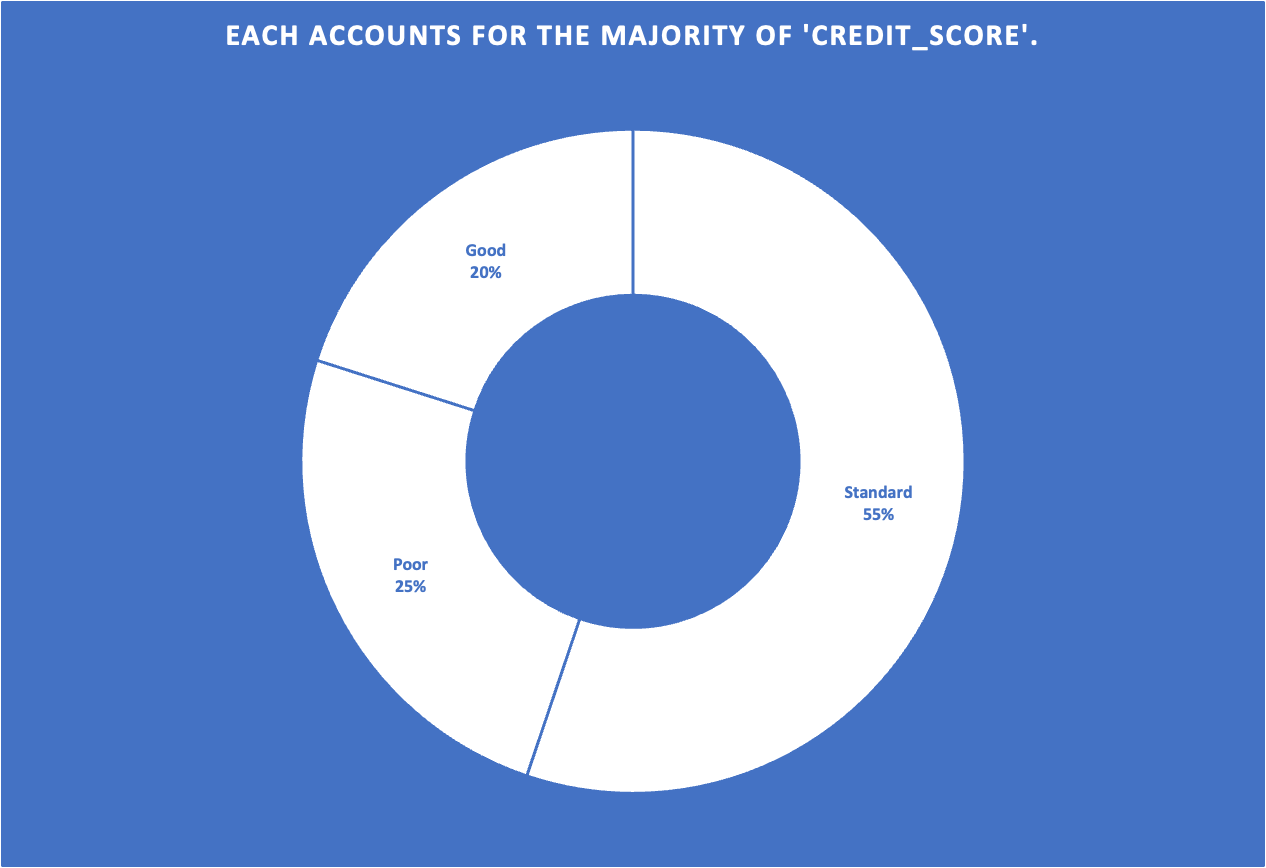 EACH ACCOUNTS FOR THE MAJORITY OF 'CREDIT_SCORE'.
Good
20%
Standard
55%
Poor
25%